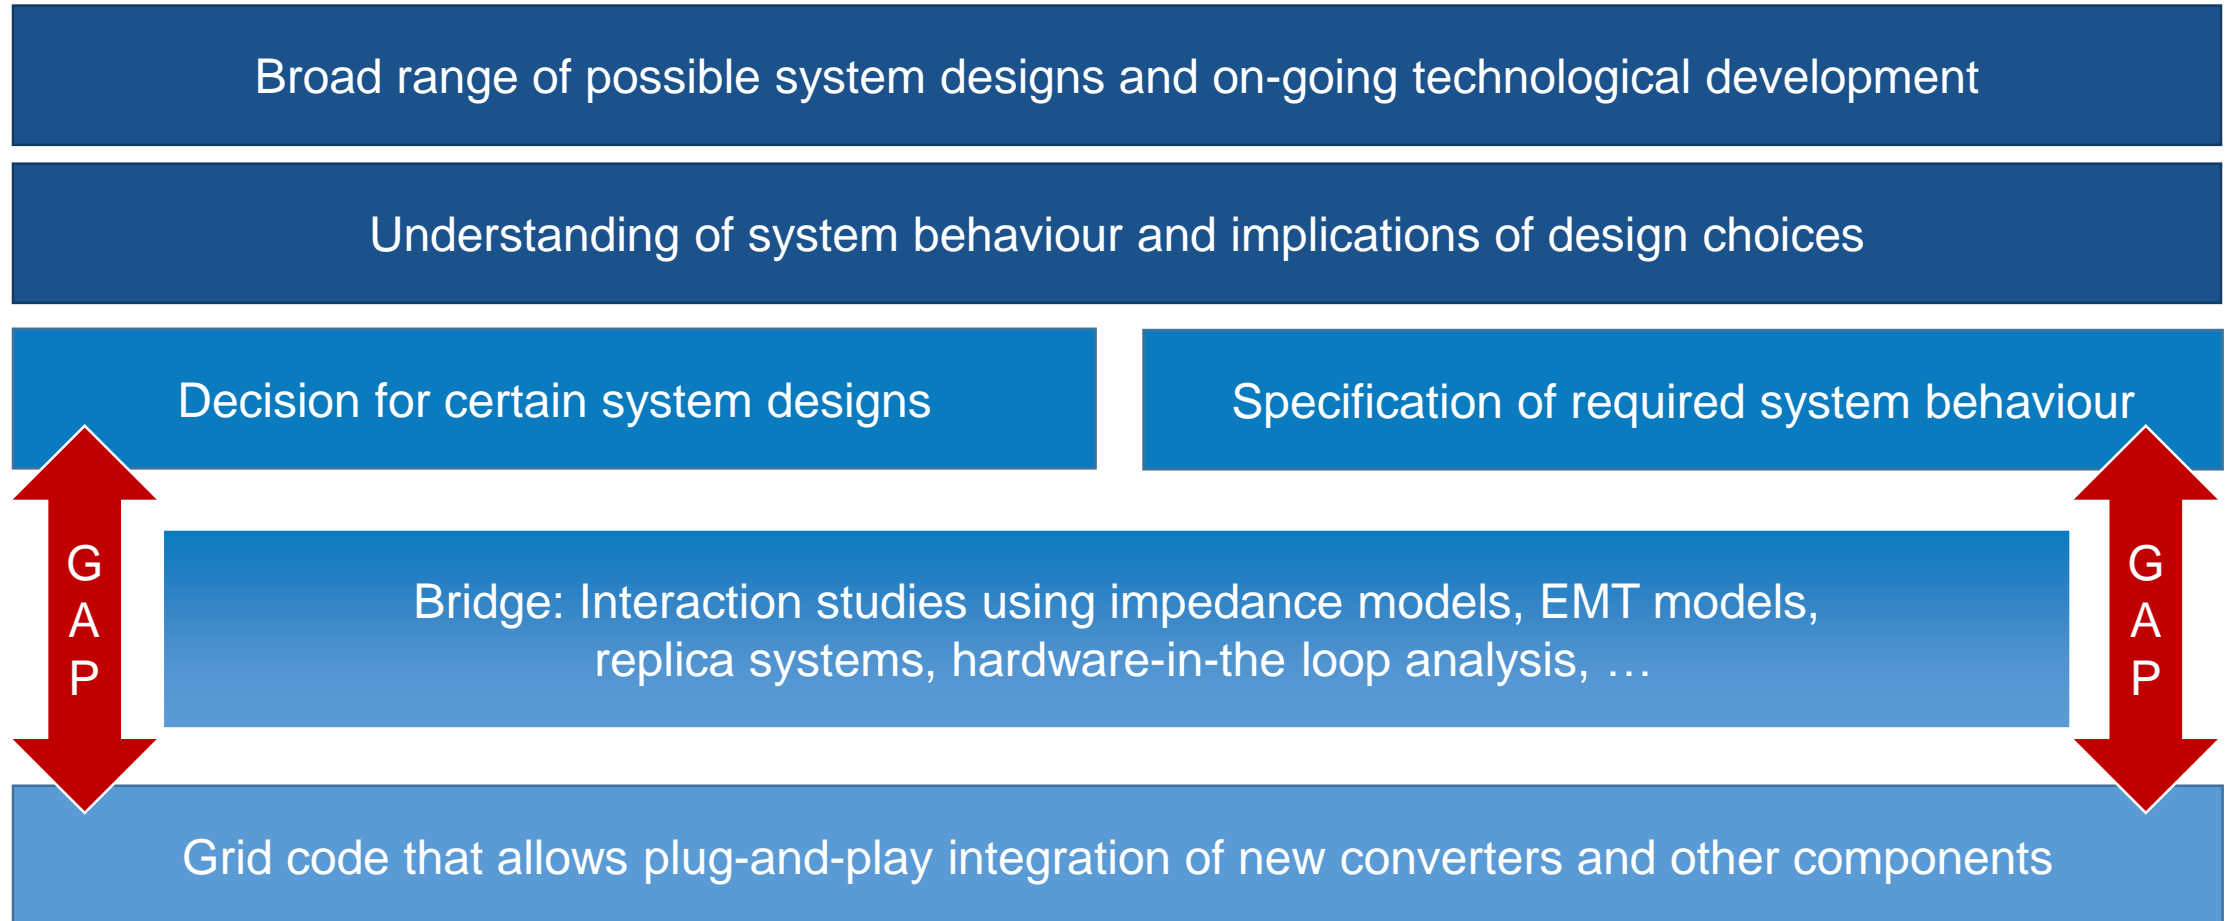 Broad range of possible system designs and on-going technological development
Understanding of system behaviour and implications of design choices
Decision for certain system designs
Specification of required system behaviour
G
A
P
Bridge: Interaction studies using impedance models, EMT models,
replica systems, hardware-in-the loop analysis, …
G
A
P
Grid code that allows plug-and-play integration of new converters and other components